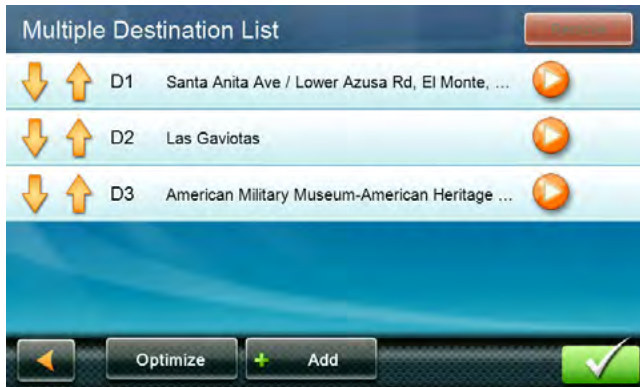 Multiple Destination List
D1 Santa Anita Ave / Lower Azusa Rd, El Monte, ...
D2 Las Gaviotas
D3 American Military Museum-American Heritage ...
Optimize + Add